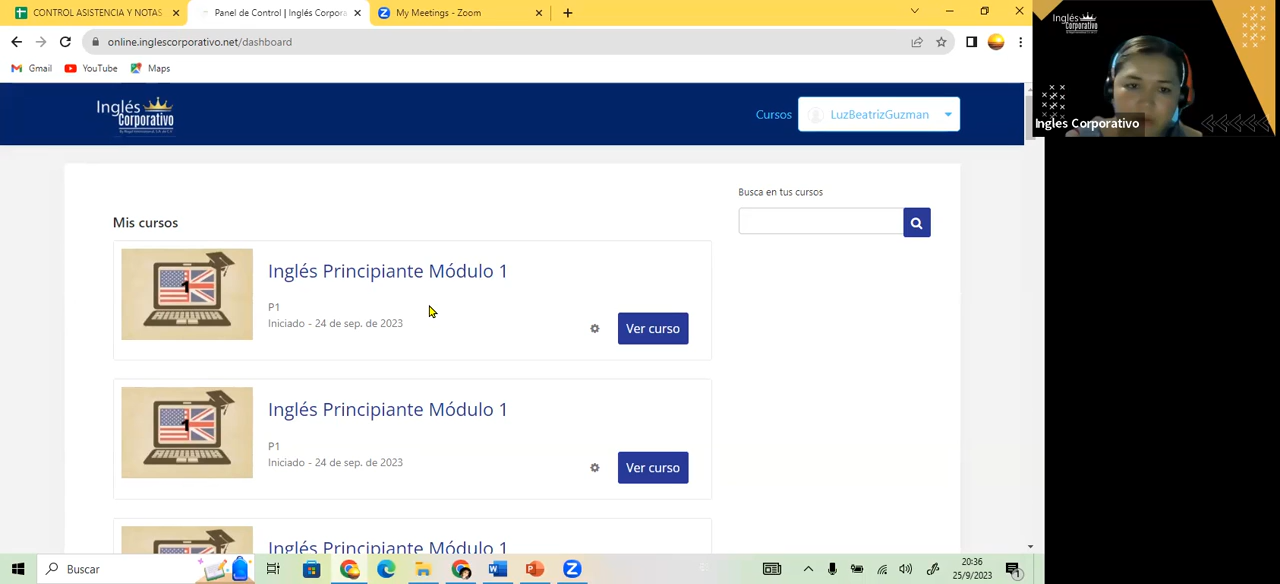 CONTROL ASISTENCIA Y NOTAS
Panel de Control | Inglés Corpora
My Meetings - Zoom
online.inglescorporativo.net/dashboard
Gmail
YouTube
Maps
Inglés
Corporativo
Cursos
LuzBeatrizGuzman
Inglés
Corporativo
Ingles Corporativo
Busca en tus cursos
Mis cursos
1
Inglés Principiante Módulo 1
P1
Iniciado - 24 de sep. de 2023
Ver curso
1
Inglés Principiante Módulo 1
P1
Iniciado - 24 de sep. de 2023
Ver curso
Inglés Principiante Módulo 1
Buscar
20:36
25/9/2023
1